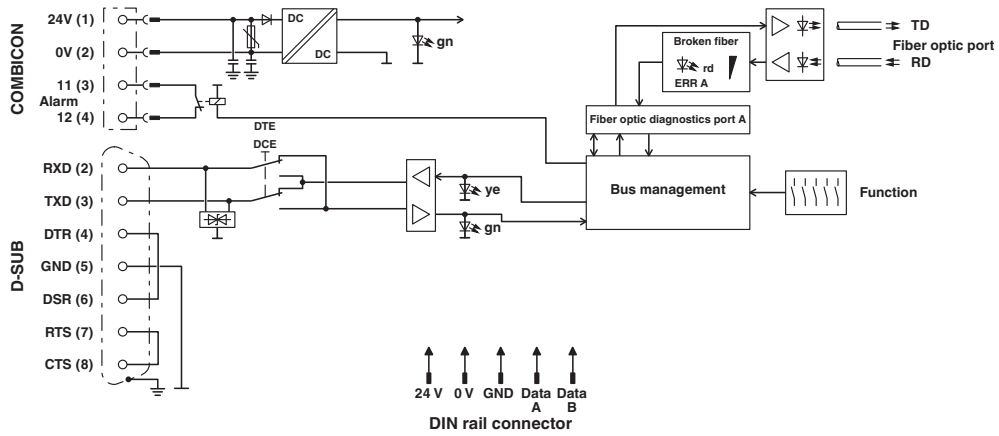 COMBICON
24V (1)
0V (2)
11 (3)
Alarm
12 (4)
DC
DC
gn
Broken fiber
rd
ERR A
TD
Fiber optic port
RD
Fiber optic diagnostics port A
DTE
DCE
D-SUB
RXD (2)
TXD (3)
DTR (4)
GND (5)
DSR (6)
RTS (7)
CTS (8)
ye
gn
Bus management
Function
24 V 0 V GND Data Data
A B
DIN rail connector